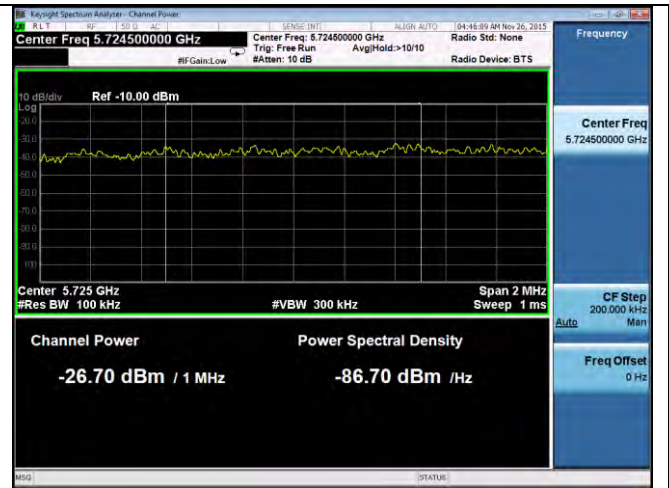 Keysight Spectrum Analyser - Channel Power
RLT RF 50 Ω AC SENSE:INT ALIGN AUTO 04:46:09 AM Nov 26, 2015
Center Freq 5.724500000 GHz
Center Freq: 5.724500000 GHz
Radio Std: None
Trig: Free Run Avg|Hold:>10/10
#IFGain:Low #Atten: 10 dB Radio Device: BTS
Frequency
10 dB/div Ref -10.00 dBm
Log
-20.0
-30.0
-40.0
-50.0
-60.0
-70.0
-80.0
-90.0
Center Freq
5.724500000 GHz
Center 5.725 GHz Span 2 MHz
#Res BW 100 kHz #VBW 300 kHz Sweep 1 ms
CF Step
200.000 kHz
Auto Man
Channel Power Power Spectral Density
-26.70 dBm / 1 MHz -86.70 dBm /Hz
Freq Offset
0 Hz
MSG STATUS